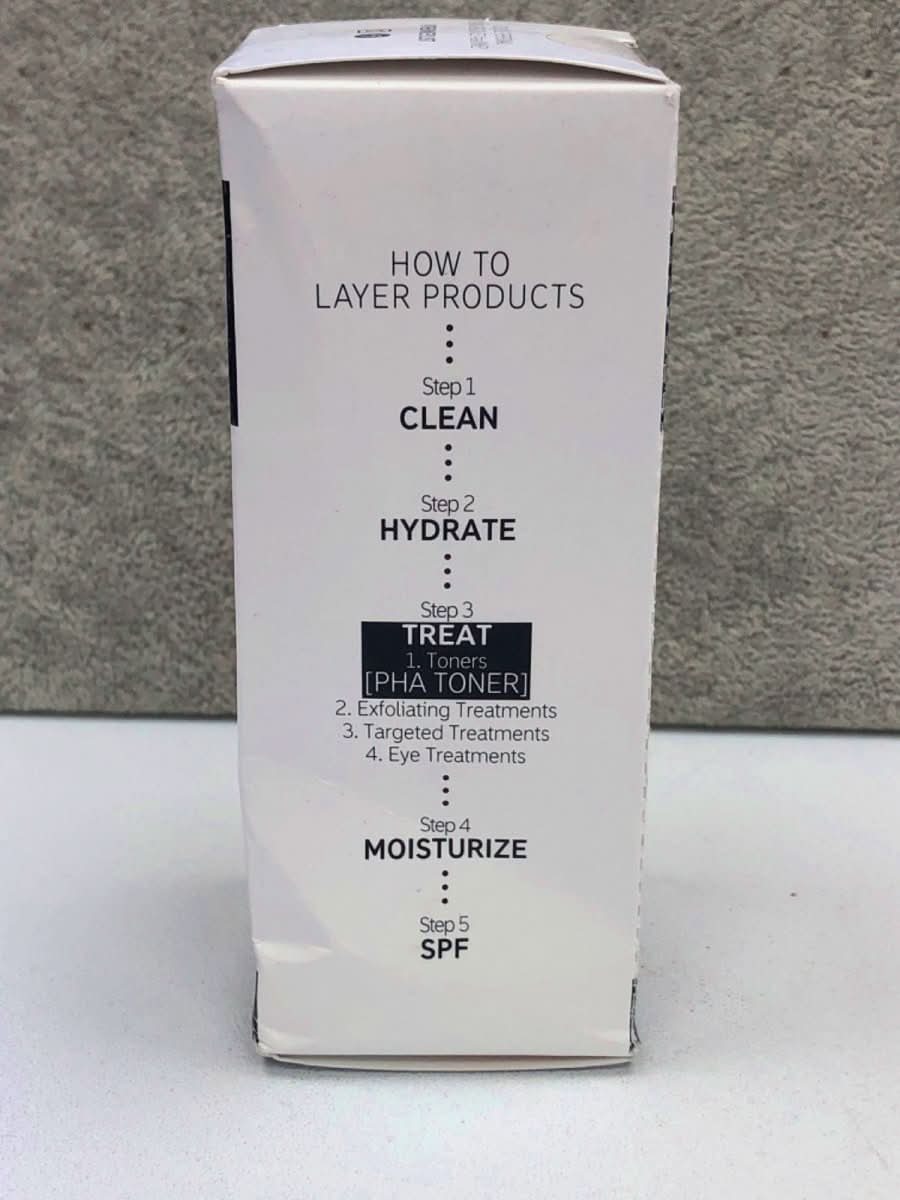 HOW TO
LAYER PRODUCTS
Step 1
CLEAN
Step 2
HYDRATE
Step 3
TREAT
1. Toners
[PHA TONER]
2. Exfoliating Treatments
3. Targeted Treatments
4. Eye Treatments
Step 4
MOISTURIZE
Step 5
SPF